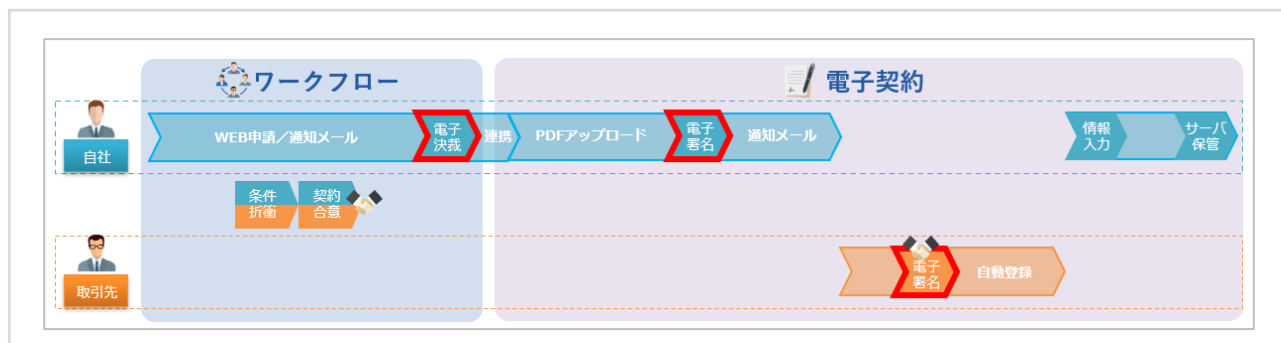 ワークフロー
電子契約
自社
WEB申請／通知メール
電子
決裁
連携
PDFアップロード
電子
署名
通知メール
情報
入力
サーバ
保管
条件
折衝
契約
合意
取引先
電子
署名
自動登録